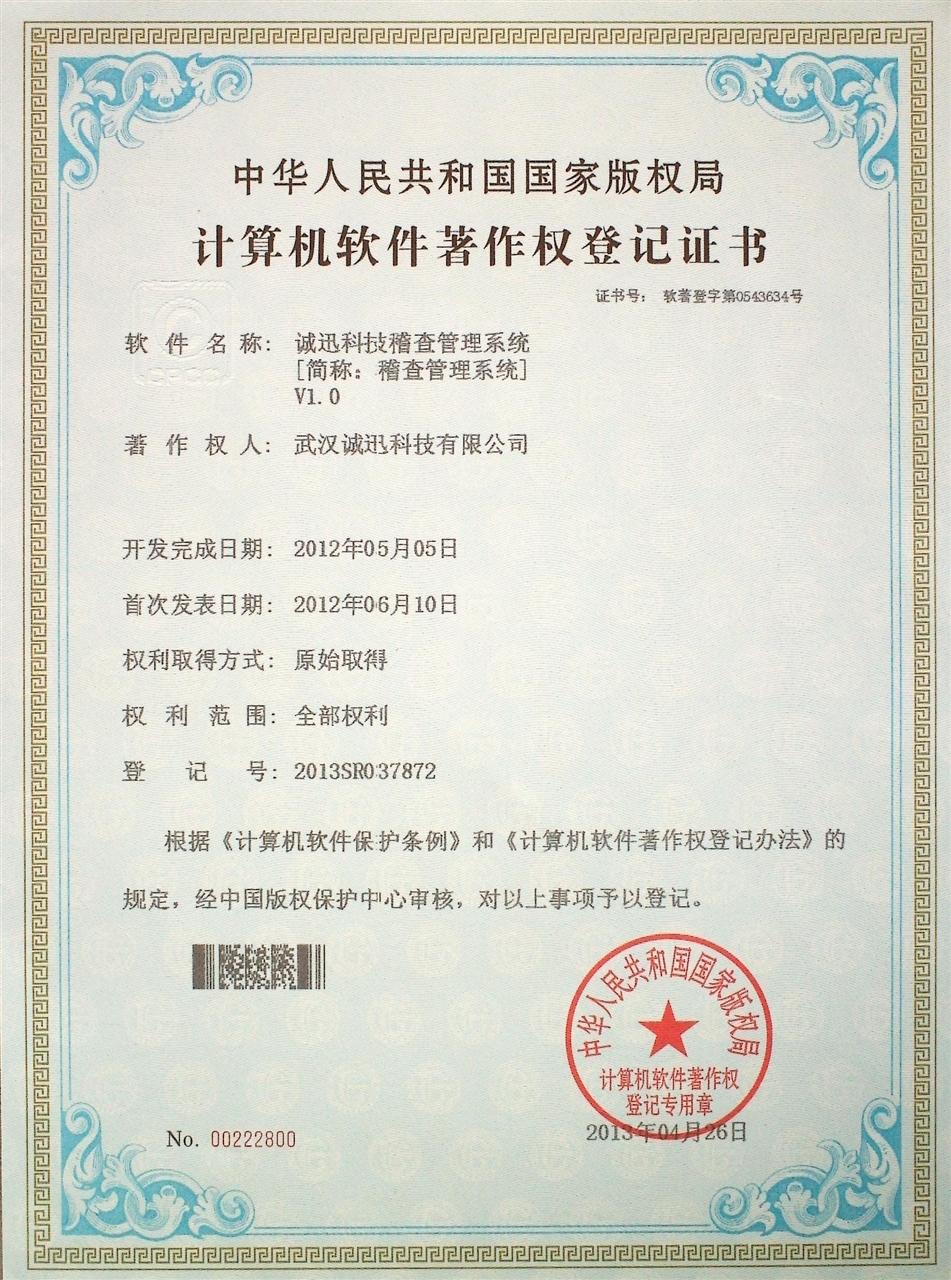 中华人民共和国国家版权局
计算机软件著作权登记证书
证书号： 软著登字第0543634号
软件名称： 诚迅科技稽查管理系统
[简称：稽查管理系统]
V1.0
著作权人： 武汉诚迅科技有限公司
开发完成日期： 2012年05月05日
首次发表日期： 2012年06月10日
权利取得方式： 原始取得
权利范围： 全部权利
登记号： 2013SR037872
根据《计算机软件保护条例》和《计算机软件著作权登记办法》的
规定，经中国版权保护中心审核，对以上事项予以登记。
中华人民共和国国家版权局
计算机软件著作权
登记专用章
No. 00222800
2013年04月26日